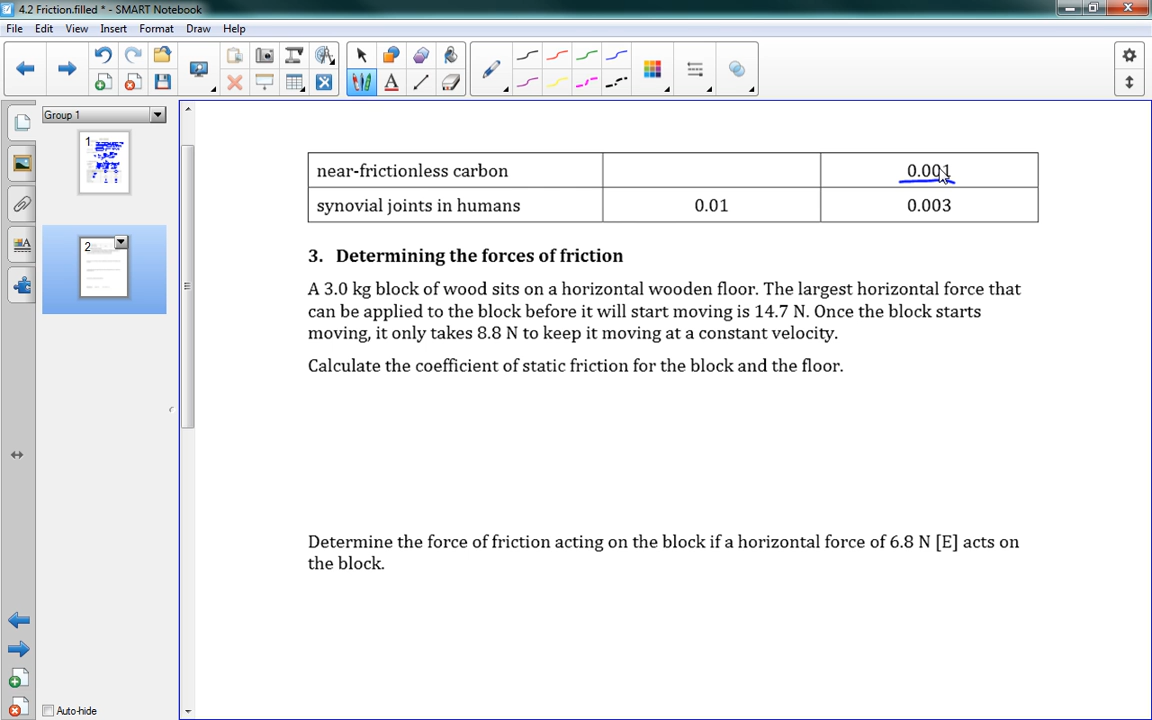 4.2 Friction.filled * - SMART Notebook
File Edit View Insert Format Draw Help
Group 1
1
2
near-frictionless carbon 0.001
synovial joints in humans 0.01 0.003
3. Determining the forces of friction
A 3.0 kg block of wood sits on a horizontal wooden floor. The largest horizontal force that
can be applied to the block before it will start moving is 14.7 N. Once the block starts
moving, it only takes 8.8 N to keep it moving at a constant velocity.
Calculate the coefficient of static friction for the block and the floor.
Determine the force of friction acting on the block if a horizontal force of 6.8 N [E] acts on
the block.
Auto-hide